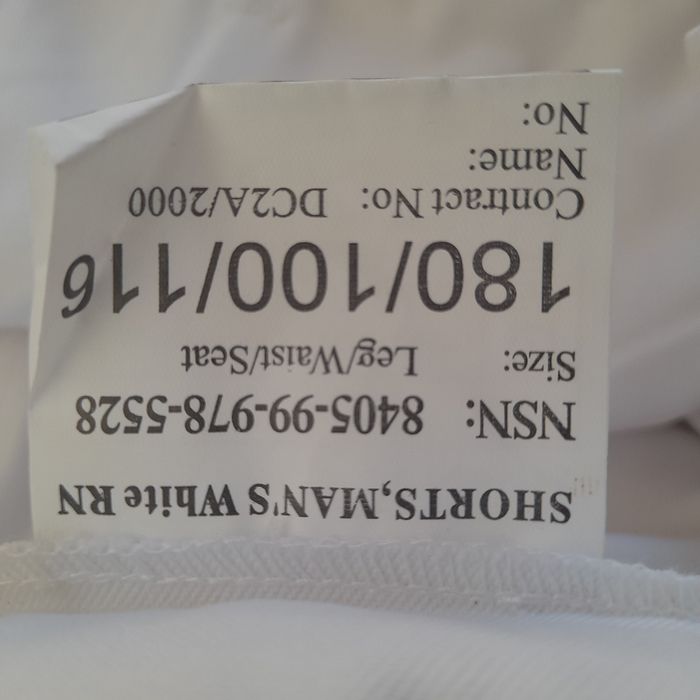 SHORTS,MAN'S White RN
NSN: 8405-99-978-5528
Size: Leg/Waist/Seat
180/100/116
Contract No: DC2A/2000
Name:
No: